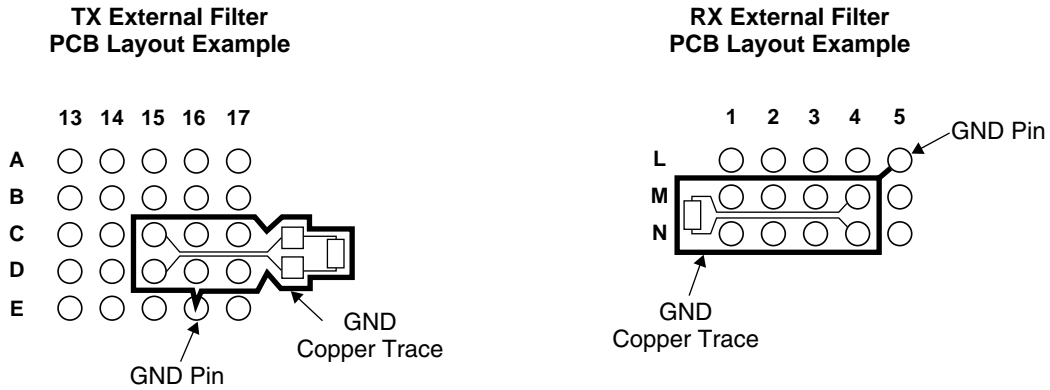 TX External Filter
PCB Layout Example
13 14 15 16 17
A
B
C
D
E
GND Pin
GND
Copper Trace
RX External Filter
PCB Layout Example
1 2 3 4 5
L
M
N
GND Pin
GND
Copper Trace